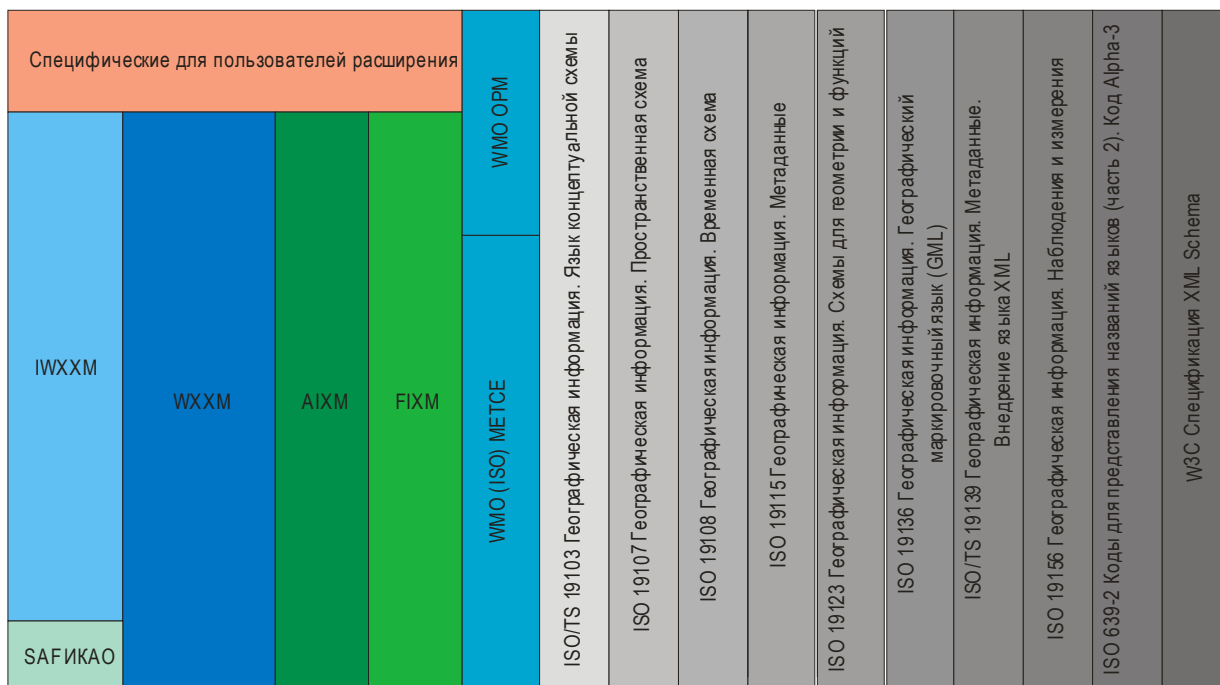 Специфические для пользователей расширения
IWXXM
SAFИКАО
WXXM
AIXM
FIXM
WMO OPM
WMO (ISO) METCE
ISO/TS 19103 Географическая информация. Язык концептуальной схемы
ISO 19107 Географическая информация. Пространственная схема
ISO 19108 Географическая информация. Временная схема
ISO 19115 Географическая информация. Метаданные
ISO 19123 Географическая информация. Схемы для геометрии и функций
ISO 19136 Географическая информация. Географический
маркировочный язык (GML)
ISO/TS 19139 Географическая информация. Метаданные.
Внедрение языка XML
ISO 19156 Географическая информация. Наблюдения и измерения
ISO 639-2 Коды для представления названий языков (часть 2). Код Alpha-3
W3C Спецификация XML Schema